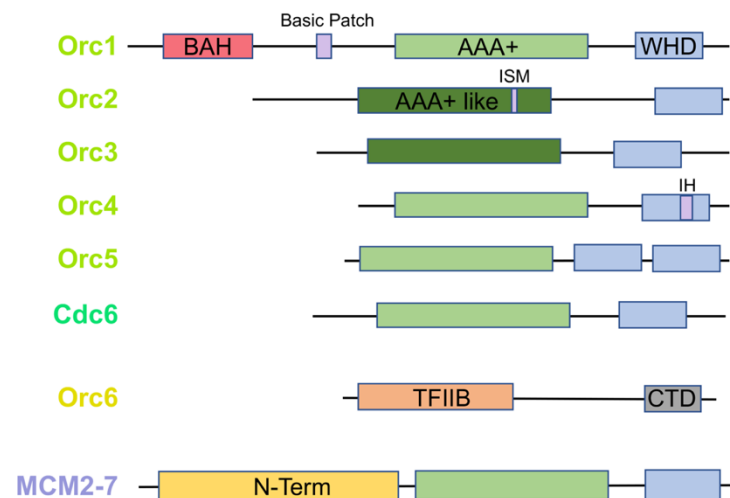 Basic Patch
Orc1 BAH AAA+ WHD
ISM
Orc2 AAA+ like
Orc3
IH
Orc4
Orc5
Cdc6
Orc6 TFIIB CTD
MCM2-7 N-Term